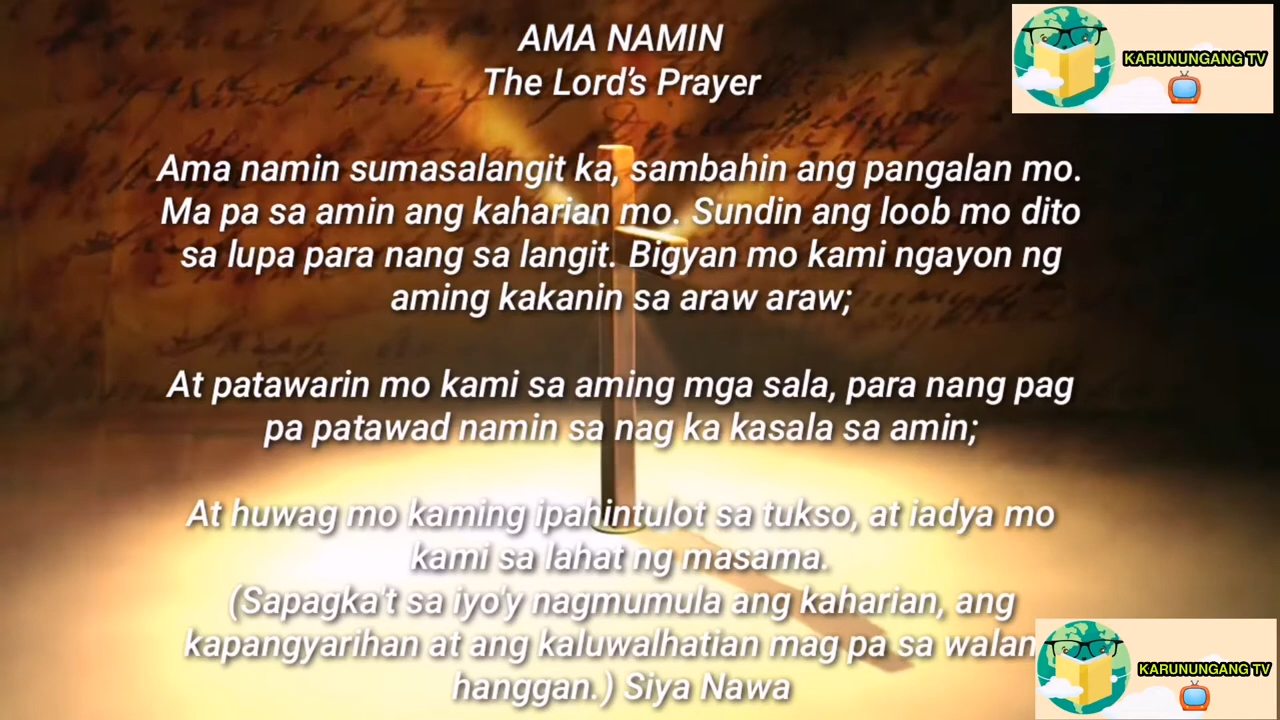 AMA NAMIN
The Lord's Prayer
KARUNUNGANG TV
Ama namin sumasalangit ka, sambahin ang pangalan mo.
Ma pa sa amin ang kaharian mo. Sundin ang loob mo dito
sa lupa para nang sa langit. Bigyan mo kami ngayon ng
aming kakanin sa araw araw;
At patawarin mo kami sa aming mga sala, para nang pag
pa patawad namin sa nag ka kasala sa amin;
At huwag mo kaming ipahintulot sa tukso, at iadya mo
kami sa lahat ng masama.
(Sapagka't sa iyo'y nagmumula ang kaharian, ang
kapangyarihan at ang kaluwalhatian mag pa sa walan
hanggan.) Siya Nawa
KARUNUNGANG TV